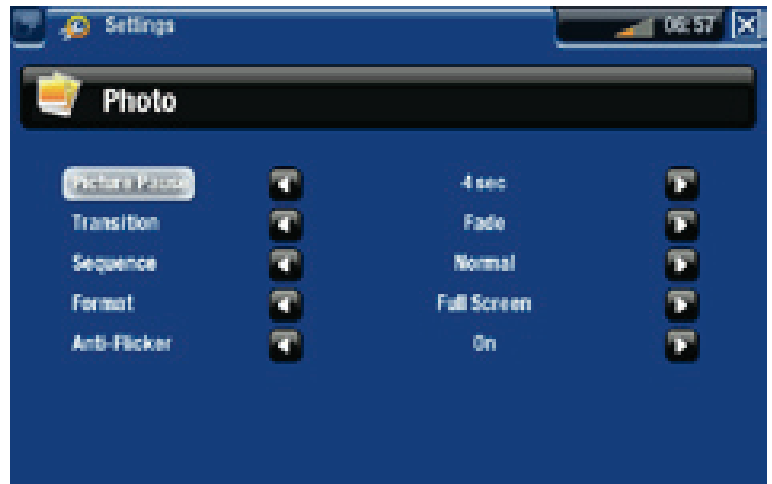 Settings 06:57
Photo
Picture Pause 4 sec
Transition Fade
Sequence Normal
Format Full Screen
Anti-Flicker On